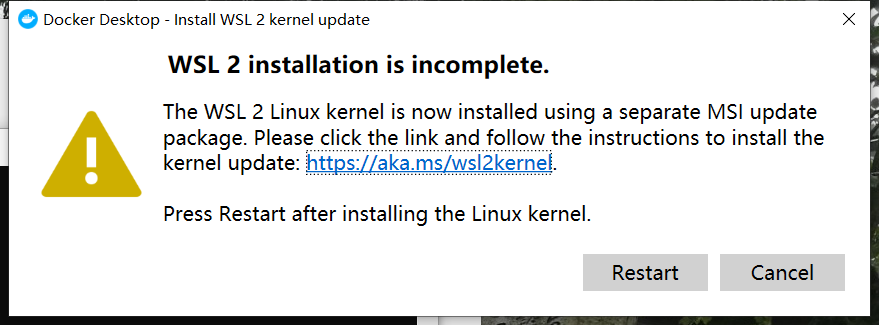 Docker Desktop - Install WSL 2 kernel update
WSL 2 installation is incomplete.
The WSL 2 Linux kernel is now installed using a separate MSI update
package. Please click the link and follow the instructions to install the
kernel update: https://aka.ms/wsl2kernel.
Press Restart after installing the Linux kernel.
Restart
Cancel